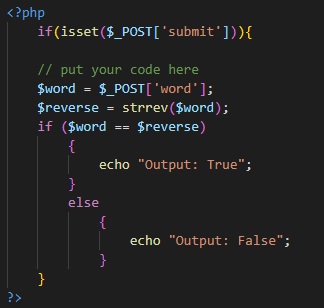 <?php
    if(isset($_POST['submit'])){

    // put your code here
    $word = $_POST['word'];
    $reverse = strrev($word);
    if ($word == $reverse)
        {
            echo "Output: True";
        }
        else
            {
                echo "Output: False";
            }
    }
?>